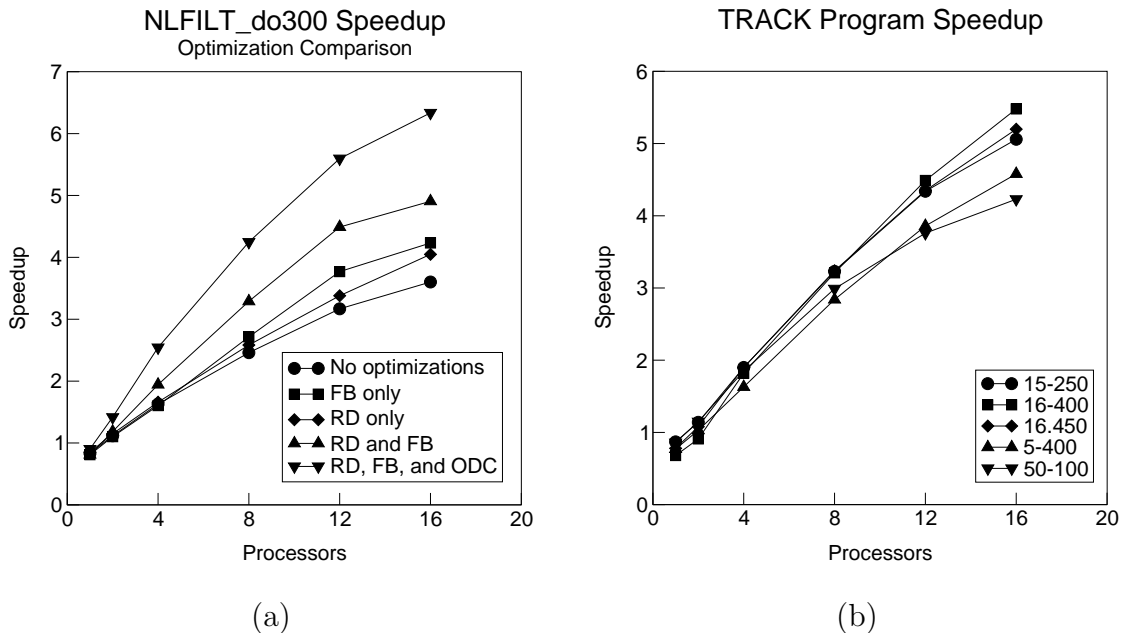 NLFILT_do300 Speedup
Optimization Comparison
7
6
5
4
3
2
1
0
Speedup
0 4 8 12 16 20
Processors
No optimizations
FB only
RD only
RD and FB
RD, FB, and ODC
(a)
TRACK Program Speedup
6
5
4
3
2
1
0
Speedup
0 4 8 12 16 20
Processors
15-250
16-400
16.450
5-400
50-100
(b)